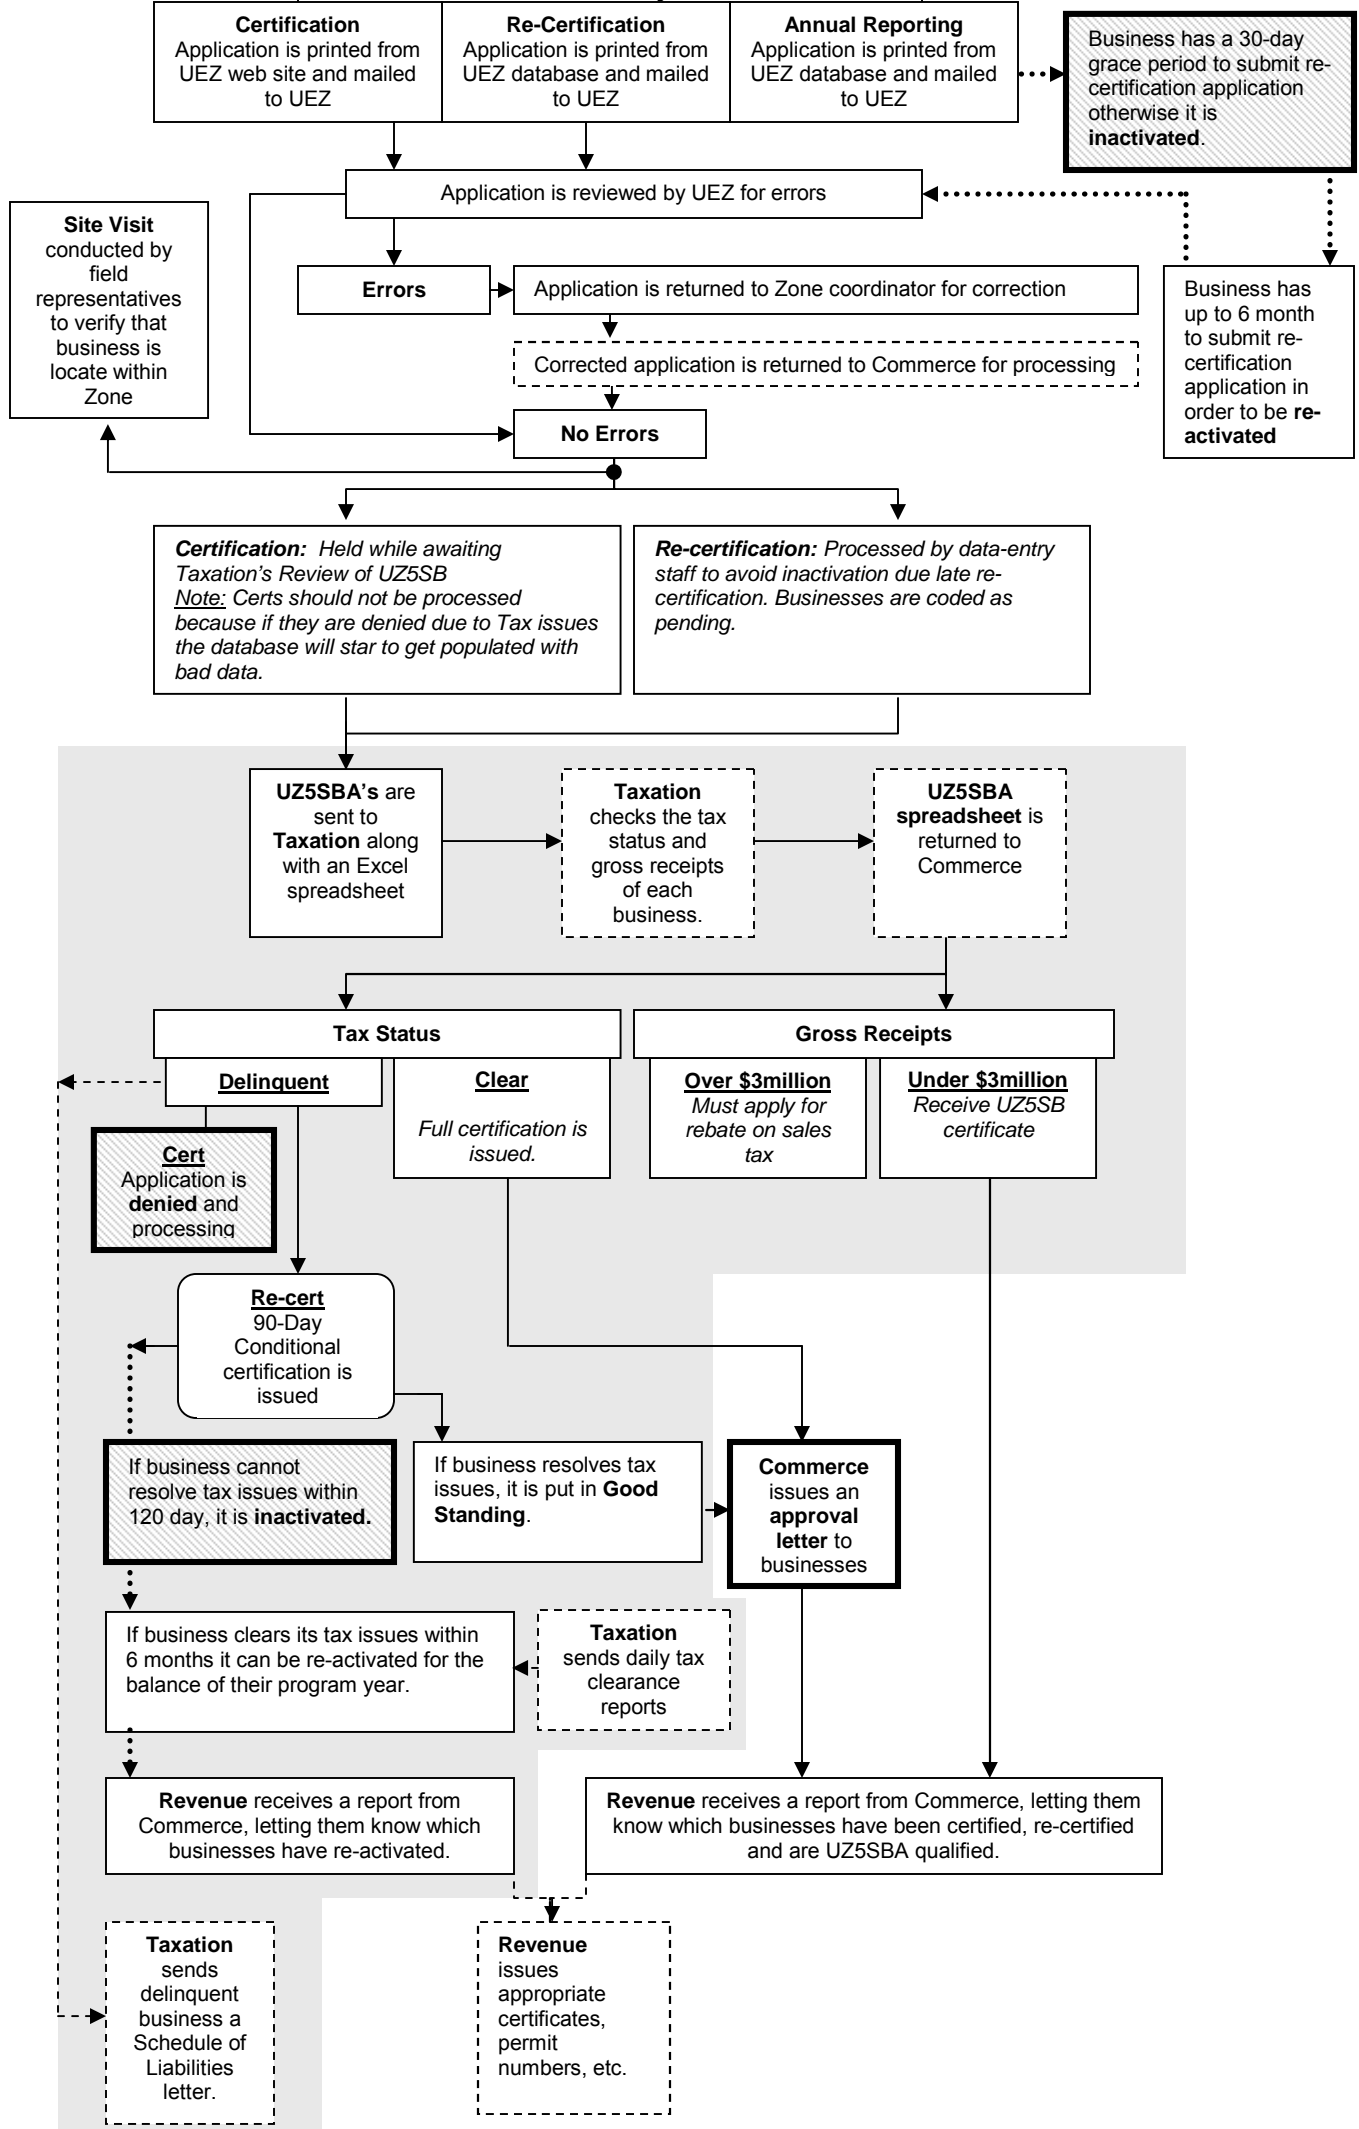 Certification
Application is printed from
UEZ web site and mailed
to UEZ
Re-Certification
Application is printed from
UEZ database and mailed
to UEZ
Annual Reporting
Application is printed from
UEZ database and mailed
to UEZ
Business has a 30-day
grace period to submit re-
certification application
otherwise it is
inactivated.
Application is reviewed by UEZ for errors
Site Visit
conducted by
field
representatives
to verify that
business is
locate within
Zone
Errors
Application is returned to Zone coordinator for correction
Business has
up to 6 month
to submit re-
certification
application in
order to be re-
activated
Corrected application is returned to Commerce for processing
No Errors
Certification: Held while awaiting
Taxation's Review of UZ5SB
Note: Certs should not be processed
because if they are denied due to Tax issues
the database will star to get populated with
bad data.
Re-certification: Processed by data-entry
staff to avoid inactivation due late re-
certification. Businesses are coded as
pending.
UZ5SBA's are
sent to
Taxation along
with an Excel
spreadsheet
Taxation
checks the tax
status and
gross receipts
of each
business.
UZ5SBA
spreadsheet is
returned to
Commerce
Tax Status
Gross Receipts
Delinquent
Clear
Full certification is
issued.
Over $3million
Must apply for
rebate on sales
tax
Under $3million
Receive UZ5SB
certificate
Cert
Application is
denied and
processing
Re-cert
90-Day
Conditional
certification is
issued
If business cannot
resolve tax issues within
120 day, it is inactivated.
If business resolves tax
issues, it is put in Good
Standing.
Commerce
issues an
approval
letter to
businesses
If business clears its tax issues within
6 months it can be re-activated for the
balance of their program year.
Taxation
sends daily tax
clearance
reports
Revenue receives a report from
Commerce, letting them know which
businesses have re-activated.
Revenue receives a report from Commerce, letting them
know which businesses have been certified, re-certified
and are UZ5SBA qualified.
Taxation
sends
delinquent
business a
Schedule of
Liabilities
letter.
Revenue
issues
appropriate
certificates,
permit
numbers, etc.